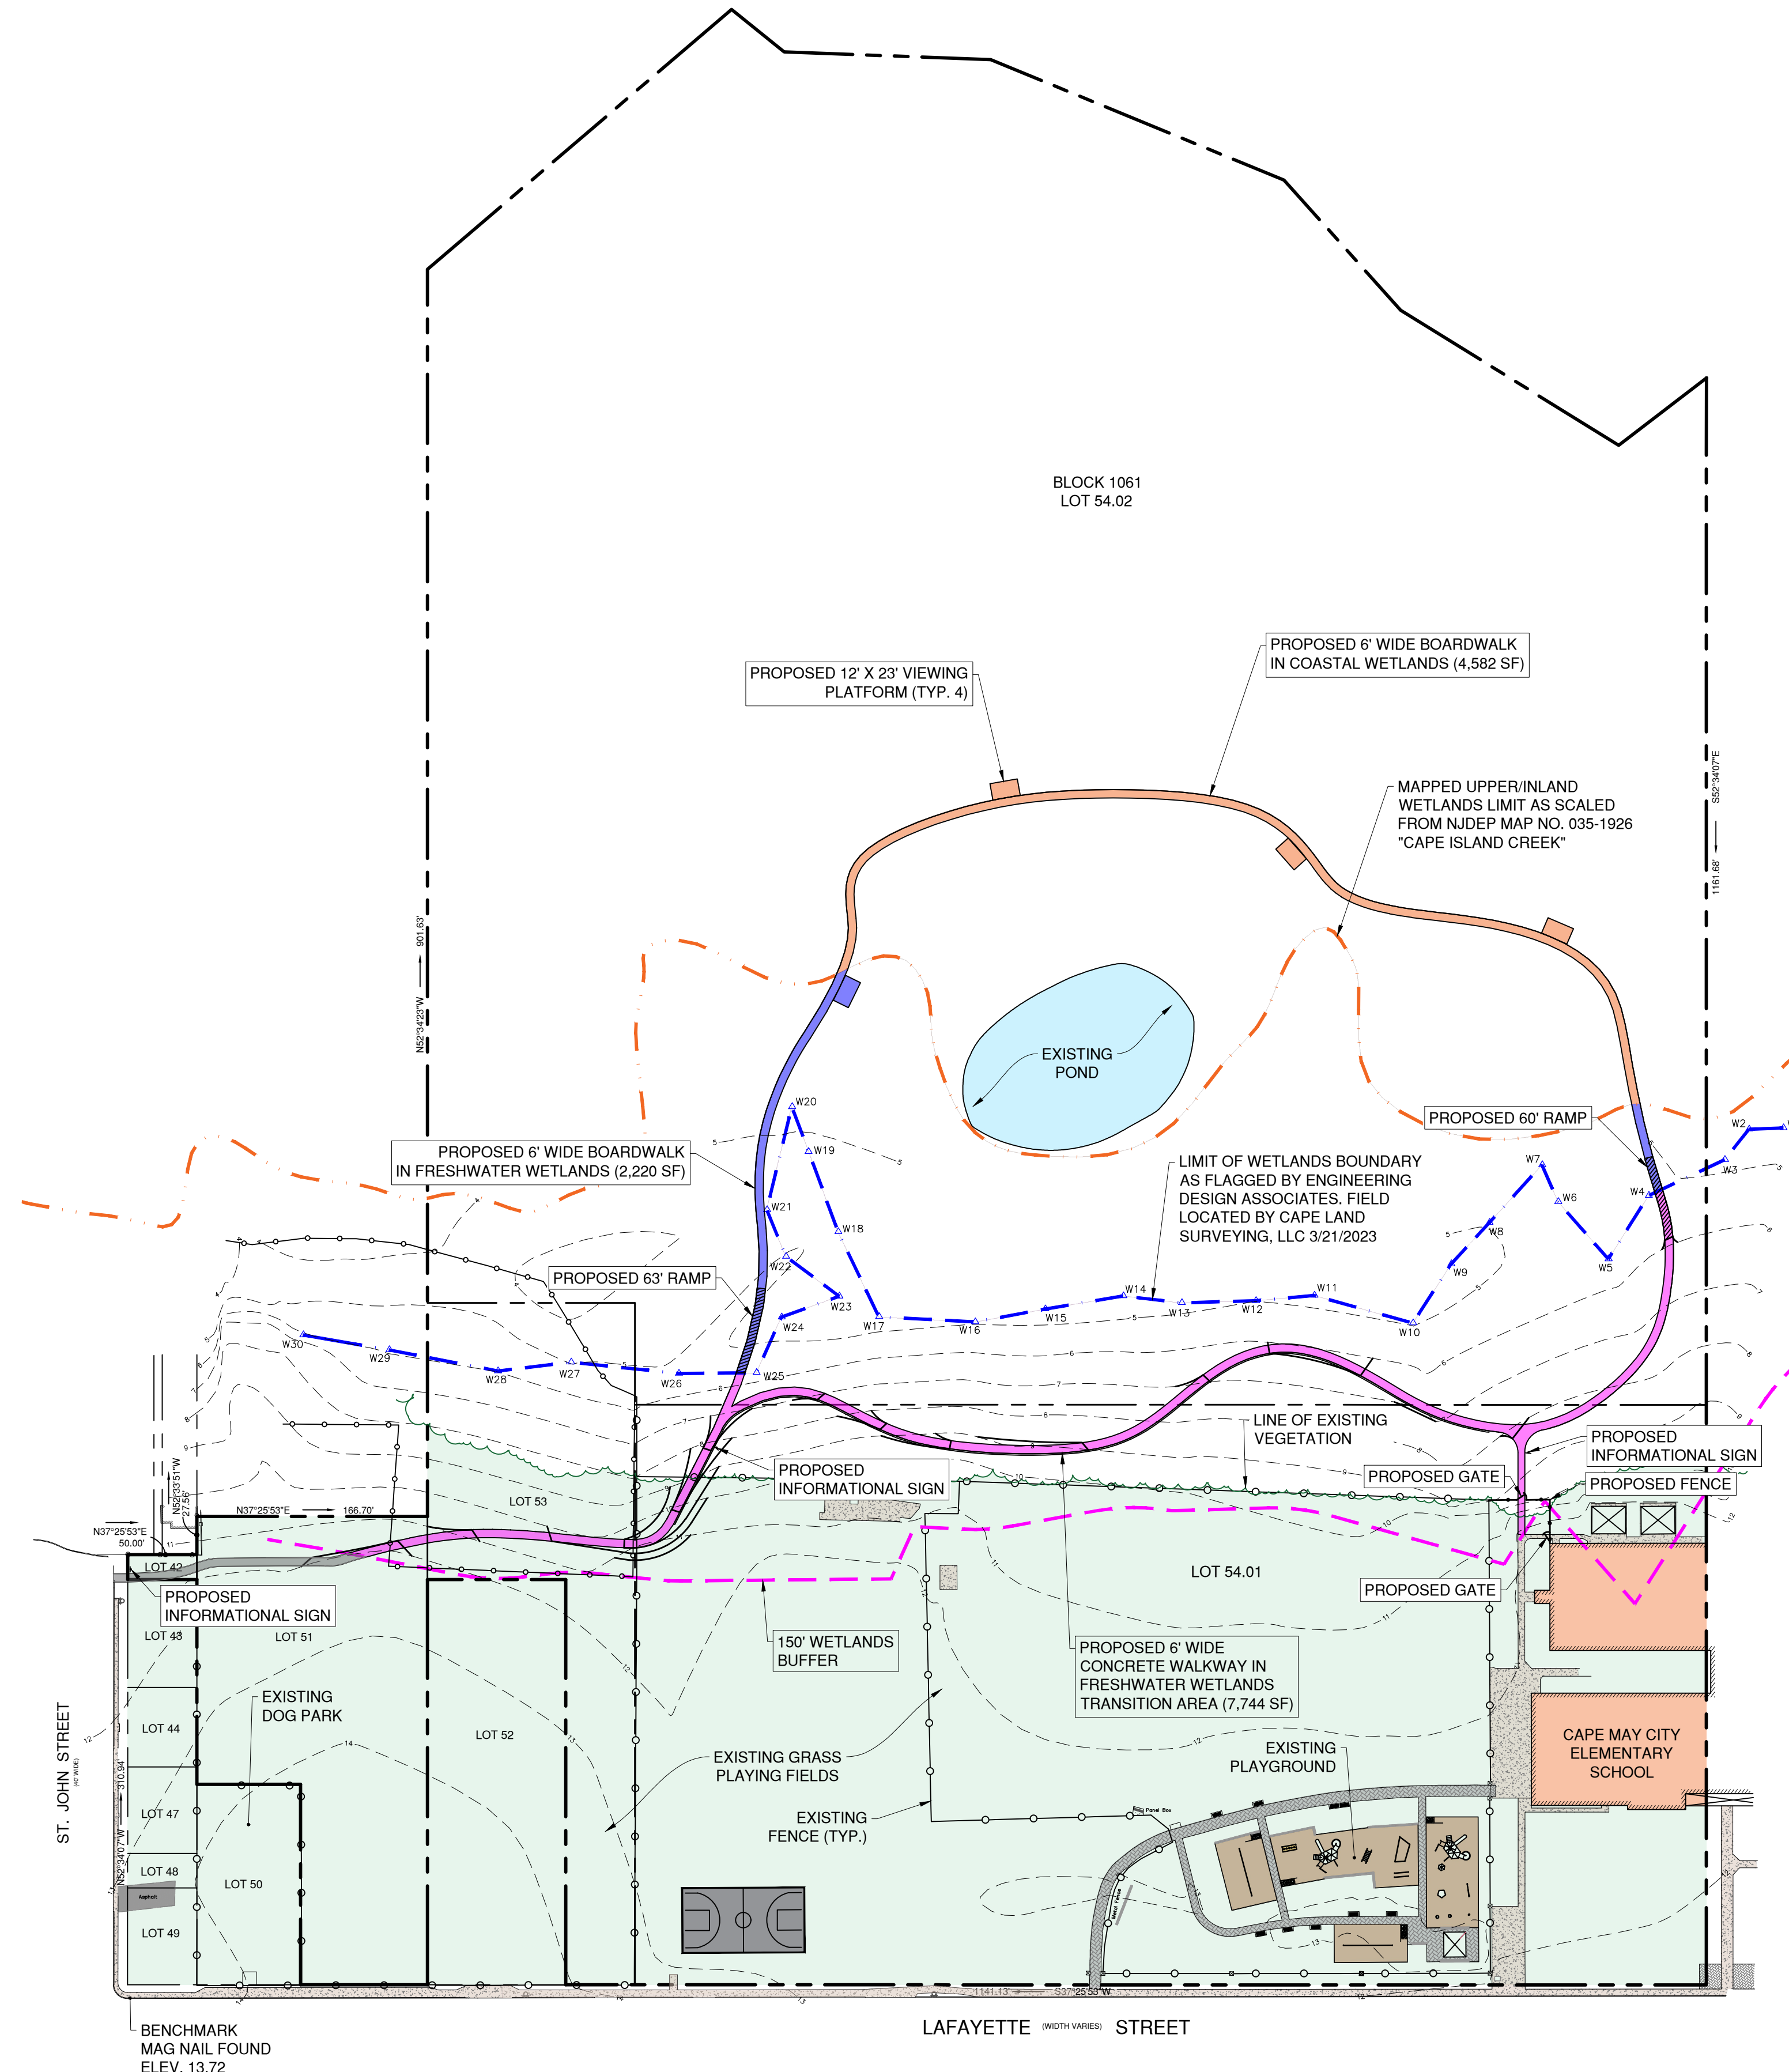 BLOCK 1061
LOT 54.02
PROPOSED 6' WIDE BOARDWALK
IN COASTAL WETLANDS (4,582 SF)
PROPOSED 12' X 23' VIEWING
PLATFORM (TYP. 4)
MAPPED UPPER/INLAND
WETLANDS LIMIT AS SCALED
FROM NJDEP MAP NO. 035-1926
"CAPE ISLAND CREEK"
S52°34'07"E
1161.68'
N52°34'23"W
901.63'
EXISTING
POND
PROPOSED 60' RAMP
PROPOSED 6' WIDE BOARDWALK
IN FRESHWATER WETLANDS (2,220 SF)
LIMIT OF WETLANDS BOUNDARY
AS FLAGGED BY ENGINEERING
DESIGN ASSOCIATES. FIELD
LOCATED BY CAPE LAND
SURVEYING, LLC 3/21/2023
PROPOSED 63' RAMP
W2
W3
W4
W5
W6
W7
W8
W9
W10
W11
W12
W13
W14
W15
W16
W17
W18
W19
W20
W21
W22
W23
W24
W25
W26
W27
W28
W29
W30
LINE OF EXISTING
VEGETATION
PROPOSED
INFORMATIONAL SIGN
PROPOSED
INFORMATIONAL SIGN
PROPOSED GATE
PROPOSED FENCE
N52°33'51"W
27.56'
N37°25'53"E
166.70'
N37°25'53"E
50.00'
LOT 53
LOT 42
PROPOSED
INFORMATIONAL SIGN
LOT 54.01
PROPOSED GATE
LOT 43
LOT 51
150' WETLANDS
BUFFER
PROPOSED 6' WIDE
CONCRETE WALKWAY IN
FRESHWATER WETLANDS
TRANSITION AREA (7,744 SF)
EXISTING
DOG PARK
LOT 44
LOT 52
EXISTING GRASS
PLAYING FIELDS
EXISTING
PLAYGROUND
CAPE MAY CITY
ELEMENTARY
SCHOOL
ST. JOHN STREET
(40' WIDE)
N52°34'07"W
310.94'
LOT 47
EXISTING
FENCE (TYP.)
Panel Box
LOT 48
LOT 50
Asphalt
LOT 49
Metal Fence
1141.13'
S37°25'53"W
LAFAYETTE (WIDTH VARIES) STREET
BENCHMARK
MAG NAIL FOUND
ELEV. 13.72